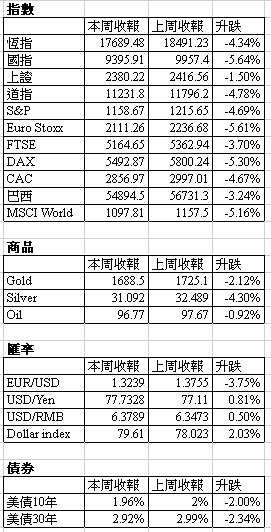 指數
本周收報 上周收報 升跌
恆指 17689.48 18491.23 -4.34%
國指 9395.91 9957.4 -5.64%
上證 2380.22 2416.56 -1.50%
道指 11231.8 11796.2 -4.78%
S&P 1158.67 1215.65 -4.69%
Euro Stoxx 2111.26 2236.68 -5.61%
FTSE 5164.65 5362.94 -3.70%
DAX 5492.87 5800.24 -5.30%
CAC 2856.97 2997.01 -4.67%
巴西 54894.5 56731.3 -3.24%
MSCI World 1097.81 1157.5 -5.16%
商品
本周收報 上周收報 升跌
Gold 1688.5 1725.1 -2.12%
Silver 31.092 32.489 -4.30%
Oil 96.77 97.67 -0.92%
匯率
本周收報 上周收報 升跌
EUR/USD 1.3239 1.3755 -3.75%
USD/Yen 77.7328 77.11 0.81%
USD/RMB 6.3789 6.3473 0.50%
Dollar index 79.61 78.023 2.03%
債券
本周收報 上周收報 升跌
美債10年 1.96% 2% -2.00%
美債30年 2.92% 2.99% -2.34%